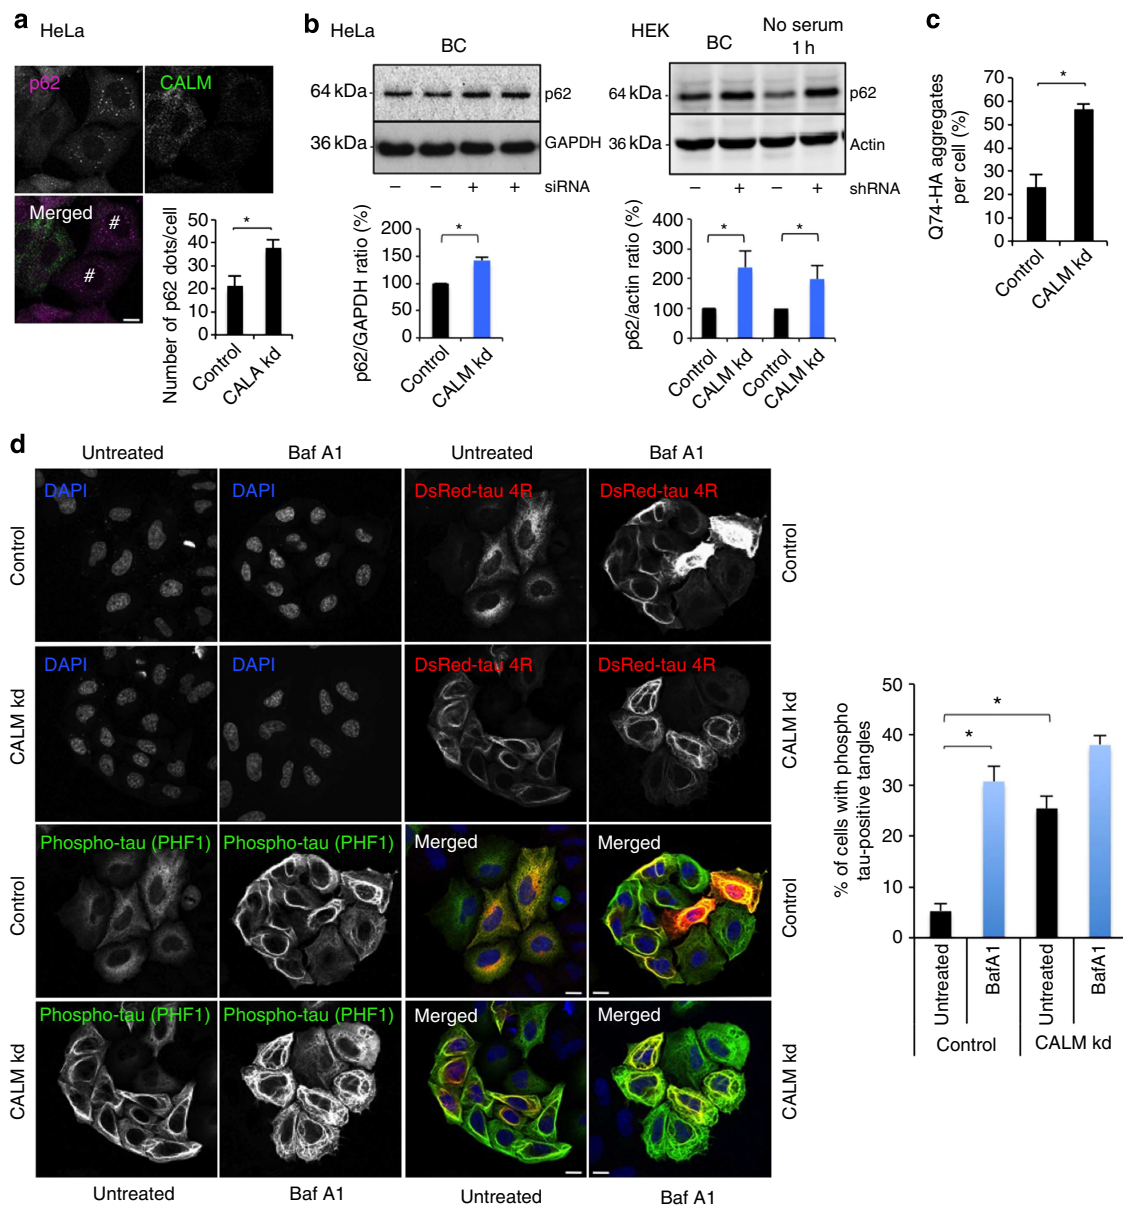 a
HeLa
p62
CALM
Merged
#
#
Number of p62 dots/cell
50
40
30
20
10
0
*
Control
CALA kd
b
HeLa
BC
64 kDa
p62
36 kDa
GAPDH
– – + + siRNA
p62/GAPDH ratio (%)
200
150
100
50
0
*
Control
CALM kd
HEK
BC
No serum
1 h
64 kDa
p62
36 kDa
Actin
– + – + shRNA
p62/actin ratio (%)
400
300
200
100
0
*
*
Control
CALM kd
Control
CALM kd
c
Q74-HA aggregates
per cell (%)
70
60
50
40
30
20
10
0
*
Control
CALM kd
d
Untreated
Baf A1
Untreated
Baf A1
Control
DAPI
DAPI
DsRed-tau 4R
DsRed-tau 4R
Control
CALM kd
DAPI
DAPI
DsRed-tau 4R
DsRed-tau 4R
CALM kd
Control
Phospho-tau (PHF1)
Phospho-tau (PHF1)
Merged
Merged
Control
CALM kd
Phospho-tau (PHF1)
Phospho-tau (PHF1)
Merged
Merged
CALM kd
Untreated
Baf A1
Untreated
Baf A1
% of cells with phospho
tau-positive tangles
50
40
30
20
10
0
*
*
Untreated
BafA1
Untreated
BafA1
Control
CALM kd